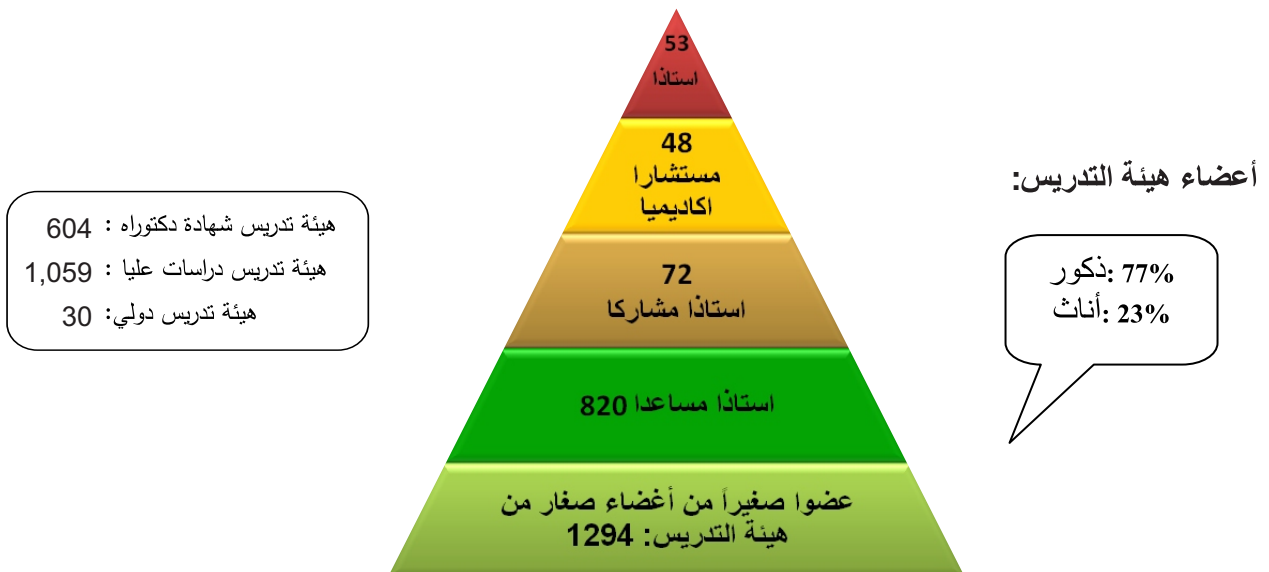 أعضاء هيئة التدريس:
ذكور: 77%
أناث: 23%
53
استاذا
48
مستشارا
اكاديميا
72
استاذا مشاركا
820 استاذا مساعدا
عضوا صغيراً من أغضاء صغار من
هيئة التدريس: 1294
هيئة تدريس شهادة دكتوراه : 604
هيئة تدريس دراسات عليا : 1,059
هيئة تدريس دولي: 30